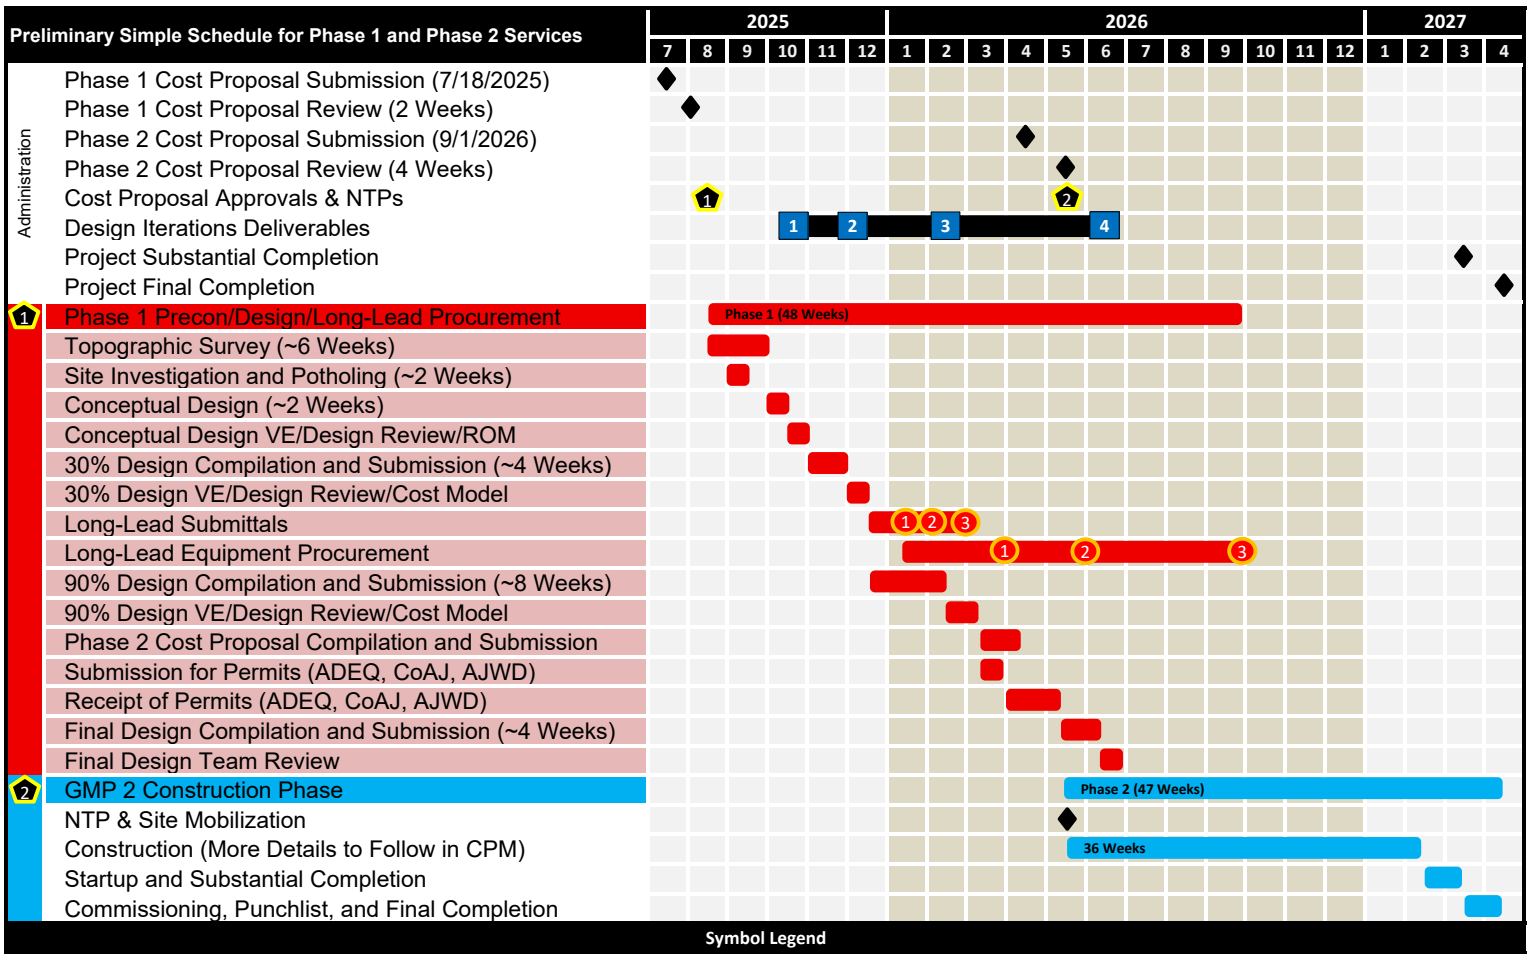 Preliminary Simple Schedule for Phase 1 and Phase 2 Services
2025 2026 2027
7 8 9 10 11 12 1 2 3 4 5 6 7 8 9 10 11 12 1 2 3 4
Administration
Phase 1 Cost Proposal Submission (7/18/2025)
Phase 1 Cost Proposal Review (2 Weeks)
Phase 2 Cost Proposal Submission (9/1/2026)
Phase 2 Cost Proposal Review (4 Weeks)
Cost Proposal Approvals & NTPs 1 2
Design Iterations Deliverables 1 2 3 4
Project Substantial Completion
Project Final Completion
1 Phase 1 Precon/Design/Long-Lead Procurement Phase 1 (48 Weeks)
Topographic Survey (~6 Weeks)
Site Investigation and Potholing (~2 Weeks)
Conceptual Design (~2 Weeks)
Conceptual Design VE/Design Review/ROM
30% Design Compilation and Submission (~4 Weeks)
30% Design VE/Design Review/Cost Model
Long-Lead Submittals 1 2 3
Long-Lead Equipment Procurement 1 2 3
90% Design Compilation and Submission (~8 Weeks)
90% Design VE/Design Review/Cost Model
Phase 2 Cost Proposal Compilation and Submission
Submission for Permits (ADEQ, CoAJ, AJWD)
Receipt of Permits (ADEQ, CoAJ, AJWD)
Final Design Compilation and Submission (~4 Weeks)
Final Design Team Review
2 GMP 2 Construction Phase Phase 2 (47 Weeks)
NTP & Site Mobilization
Construction (More Details to Follow in CPM) 36 Weeks
Startup and Substantial Completion
Commissioning, Punchlist, and Final Completion
Symbol Legend